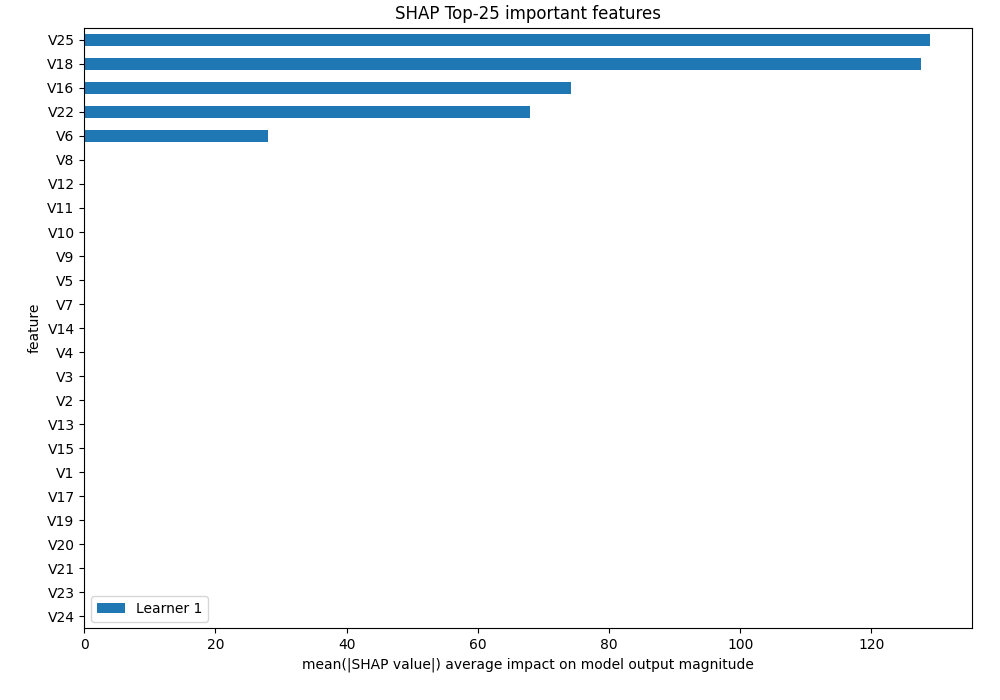 SHAP Top-25 important features
V25
V18
V16
V22
V6
V8
V12
V11
V10
V9
V5
V7
V14
V4
V3
V2
V13
V15
V1
V17
V19
V20
V21
V23
V24
feature
Learner 1
0 20 40 60 80 100 120
mean(|SHAP value|) average impact on model output magnitude